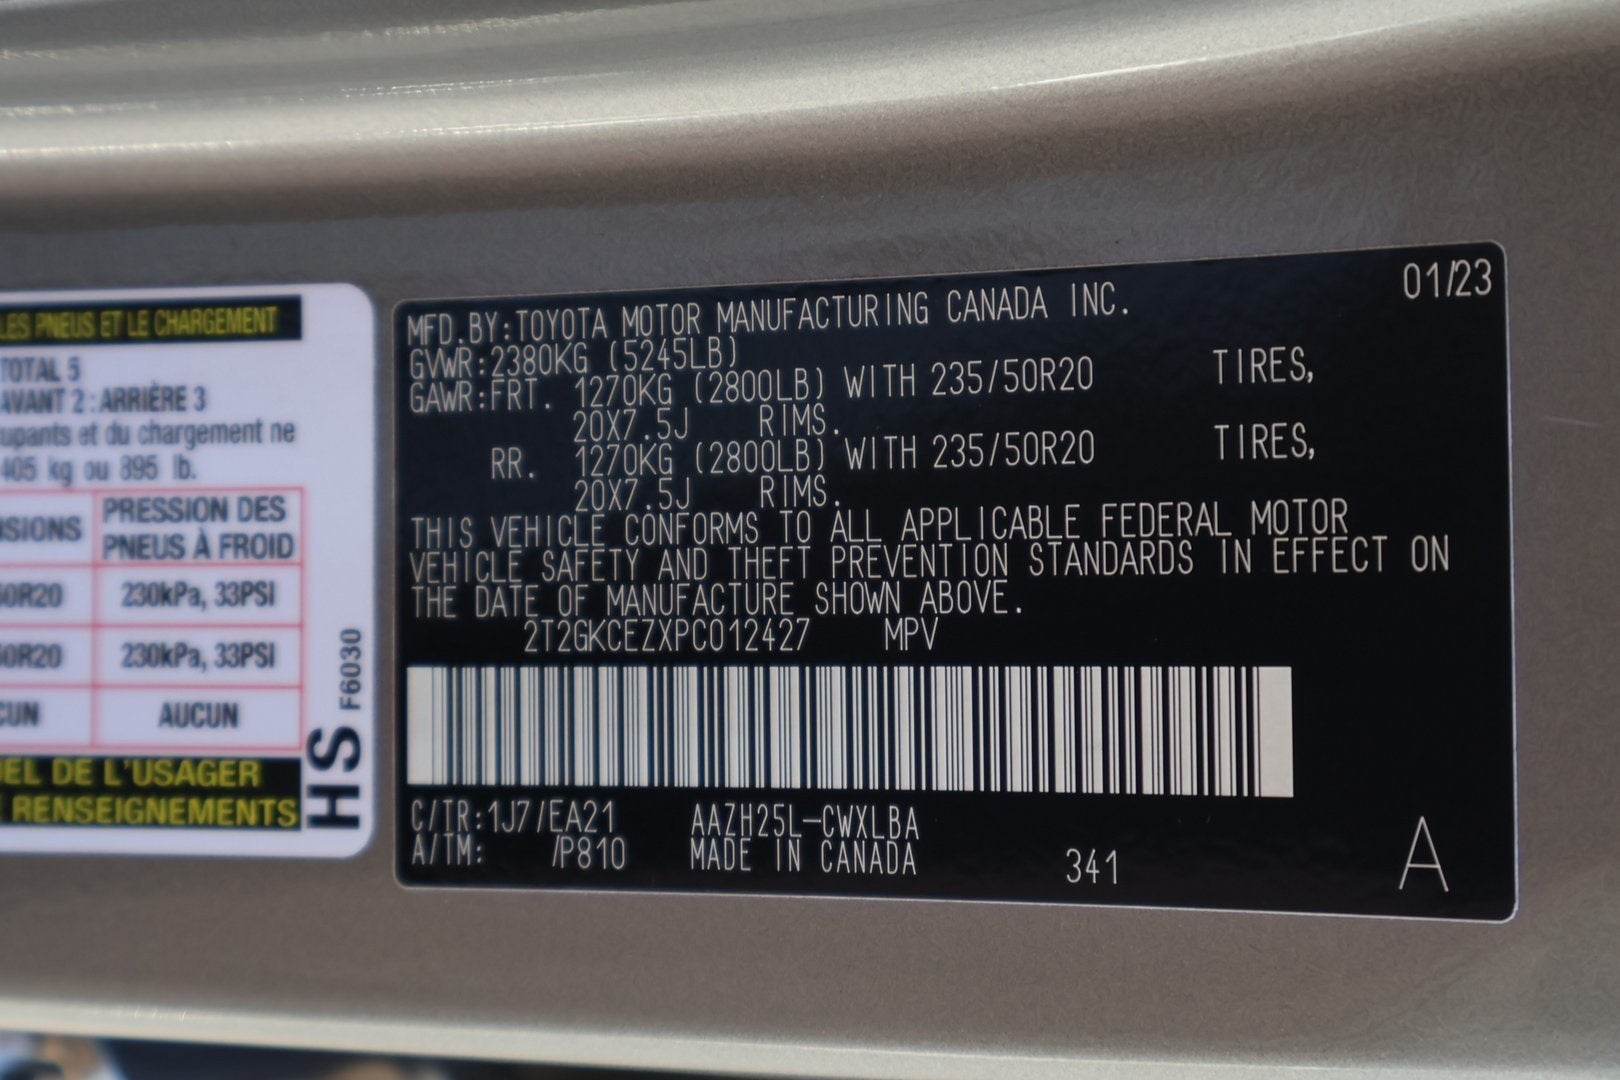 LES PNEUS ET LE CHARGEMENT
TOTAL 5
AVANT 2 : ARRIÈRE 3
et du chargement ne
405 kg ou 895 lb.
PRESSION DES
PNEUS À FROID
0R20 230kPa, 33PSI
0R20 230kPa, 33PSI
AUCUN
DE L'USAGER
RENSEIGNEMENTS
HS F6030
01/23
MFD.BY:TOYOTA MOTOR MANUFACTURING CANADA INC.
GVWR:2380KG (5245LB)
GAWR:FRT. 1270KG (2800LB) WITH 235/50R20 TIRES,
20X7.5J RIMS.
RR. 1270KG (2800LB) WITH 235/50R20 TIRES,
20X7.5J RIMS.
THIS VEHICLE CONFORMS TO ALL APPLICABLE FEDERAL MOTOR
VEHICLE SAFETY AND THEFT PREVENTION STANDARDS IN EFFECT ON
THE DATE OF MANUFACTURE SHOWN ABOVE.
2T2GKCEZXPC012427 MPV
C/TR:1J7/EA21 AAZH25L-CWXLBA
A/TM: /P810 MADE IN CANADA 341 A